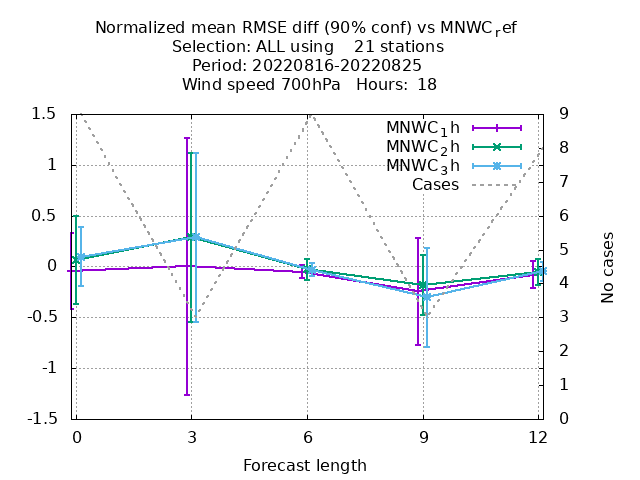 Normalized mean RMSE diff (90% conf) vs MNWC_ref
Selection: ALL using    21 stations
Period: 20220816-20220825
Wind speed 700hPa   Hours:  18
MNWC_1h
MNWC_2h
MNWC_3h
Cases
1.5
1
0.5
0
-0.5
-1
-1.5
9
8
7
6
5
4
3
2
1
0
No cases
0 3 6 9 12
Forecast length